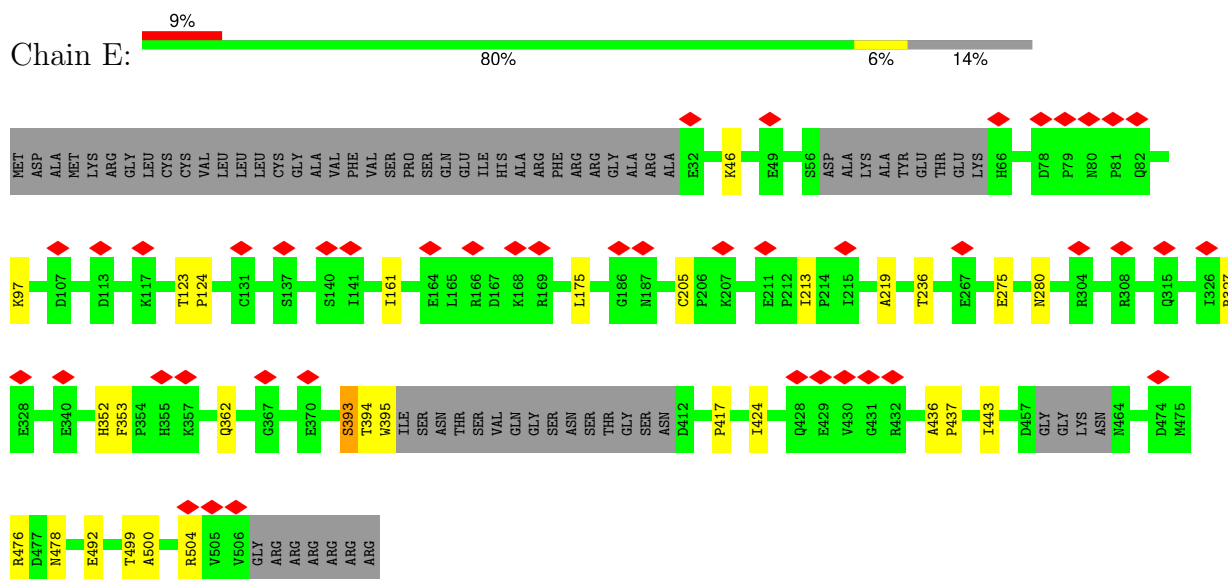 9%
Chain E:
80% 6% 14%
MET ASP ALA MET LYS ARG GLY LEU CYS CYS VAL LEU LEU LEU CYS GLY ALA VAL PHE VAL SER PRO SER GLN GLU ILE HIS ALA ARG PHE ARG ARG GLY ALA ARG ALA E32 K46 E49 S56 ASP ALA LYS ALA TYR GLU THR GLU LYS H66 D78 P79 N80 P81 Q82
K97 D107 D113 K117 T123 P124 C131 S137 S140 I141 I161 E164 L165 R166 D167 K168 R169 L175 G186 N187 C205 P206 K207 E211 P212 I213 P214 I215 A219 T236 E267 E275 N280 R304 R308 Q315 I326 R327
E328 E340 H352 F353 P354 H355 K357 Q362 G367 E370 S393 T394 W395 ILE SER ASN THR SER VAL GLN GLY SER ASN SER THR GLY SER ASN D412 P417 I424 Q428 E429 V430 G431 R432 A436 P437 I443 D457 GLY GLY LYS ASN N464 D474 M475
R476 D477 N478 E492 T499 A500 R504 V505 V506 GLY ARG ARG ARG ARG ARG ARG